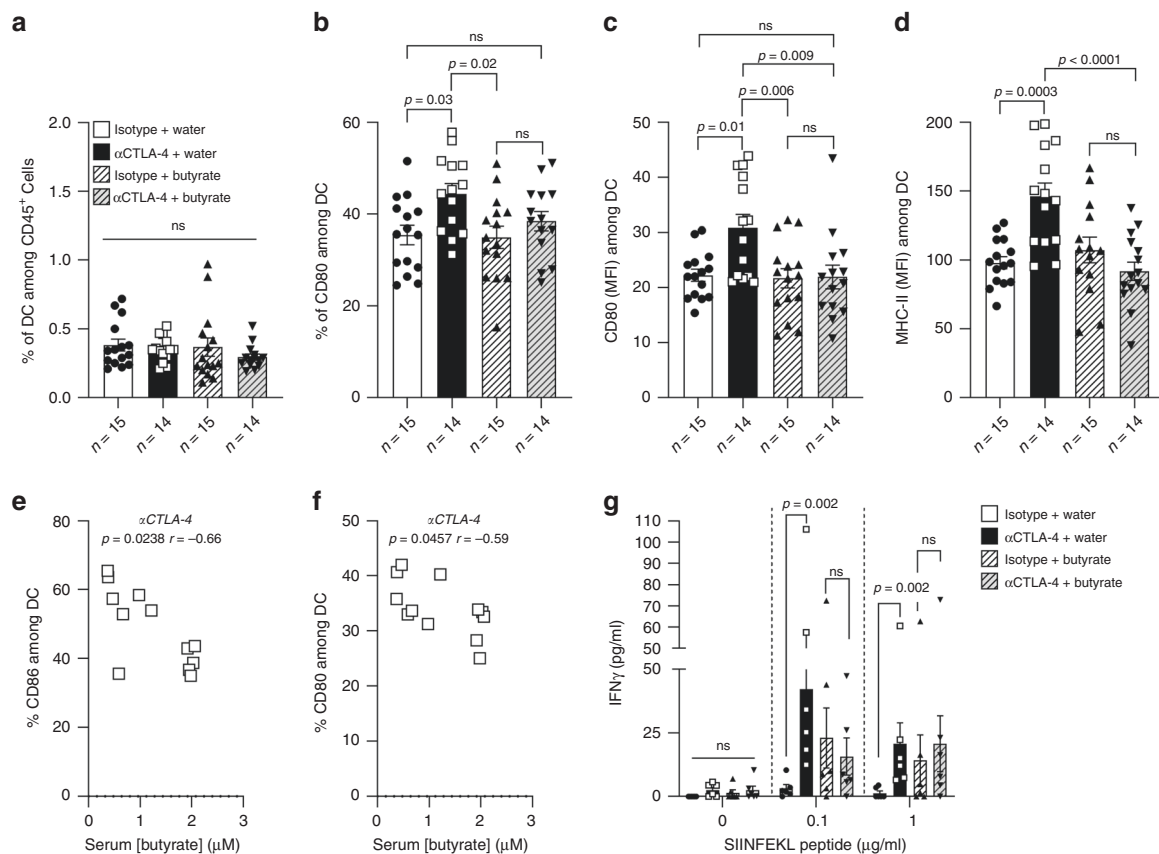 a
% of DC among CD45⁺ Cells
2.0
1.5
1.0
0.5
0.0
Isotype + water
αCTLA-4 + water
Isotype + butyrate
αCTLA-4 + butyrate
ns
n = 15
n = 14
n = 15
n = 14
b
% of CD80 among DC
60
40
20
0
ns
p = 0.02
p = 0.03
ns
n = 15
n = 14
n = 15
n = 14
c
CD80 (MFI) among DC
50
40
30
20
10
0
ns
p = 0.009
p = 0.006
p = 0.01
ns
n = 15
n = 14
n = 15
n = 14
d
MHC-II (MFI) among DC
200
150
100
50
0
p < 0.0001
p = 0.0003
ns
n = 15
n = 14
n = 15
n = 14
e
% CD86 among DC
80
60
40
20
0
αCTLA-4
p = 0.0238 r = –0.66
0 1 2 3
Serum [butyrate] (μM)
f
% CD80 among DC
50
40
30
20
10
0
αCTLA-4
p = 0.0457 r = –0.59
0 1 2 3
Serum [butyrate] (μM)
g
IFNγ (pg/ml)
110
100
90
80
70
60
50
50
25
0
ns
p = 0.002
ns
p = 0.002
ns
0 0.1 1
SIINFEKL peptide (μg/ml)
Isotype + water
αCTLA-4 + water
Isotype + butyrate
αCTLA-4 + butyrate